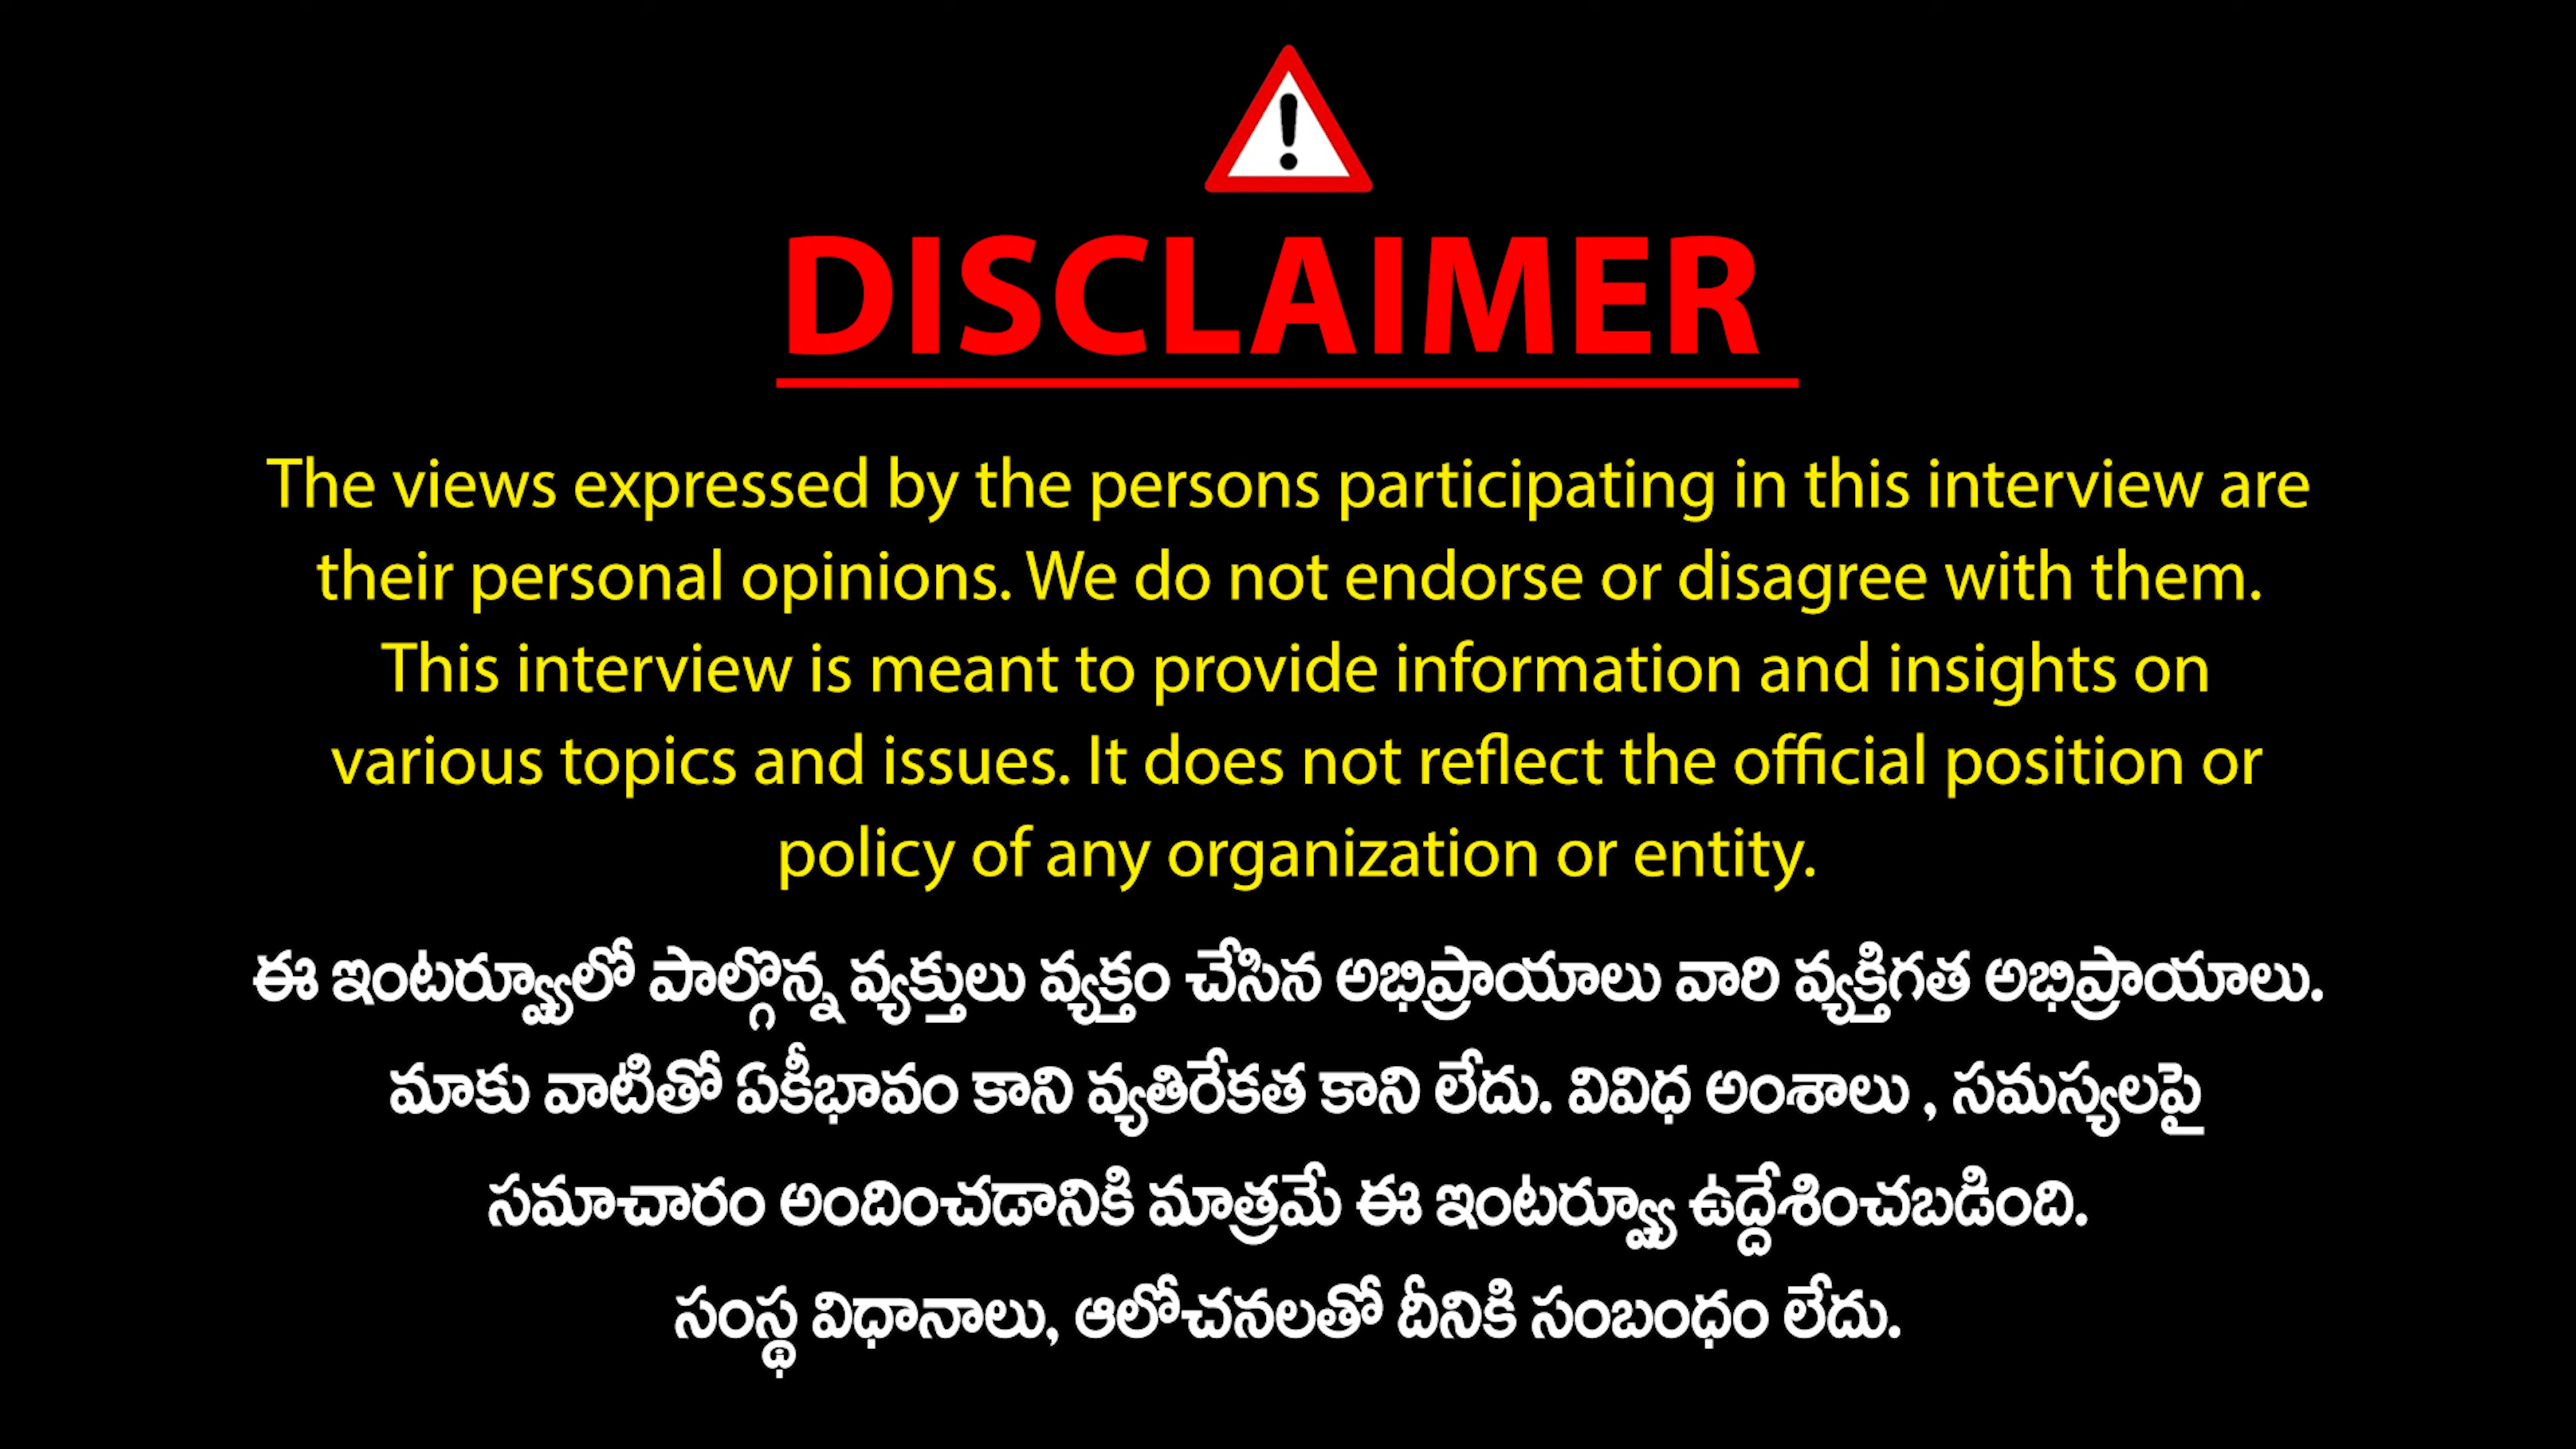 DISCLAIMER
The views expressed by the persons participating in this interview are
their personal opinions. We do not endorse or disagree with them.
This interview is meant to provide information and insights on
various topics and issues. It does not reflect the official position or
policy of any organization or entity.
ఈ ఇంటర్వ్యూలో పాల్గొన్న వ్యక్తులు వ్యక్తం చేసిన అభిప్రాయాలు వారి వ్యక్తిగత అభిప్రాయాలు.
మాకు వాటితో ఏకీభావం కాని వ్యతిరేకత కాని లేదు. వివిధ అంశాలు , సమస్యలపై
సమాచారం అందించడానికి మాత్రమే ఈ ఇంటర్వ్యూ ఉద్దేశించబడింది.
సంస్థ విధానాలు, ఆలోచనలతో దీనికి సంబంధం లేదు.